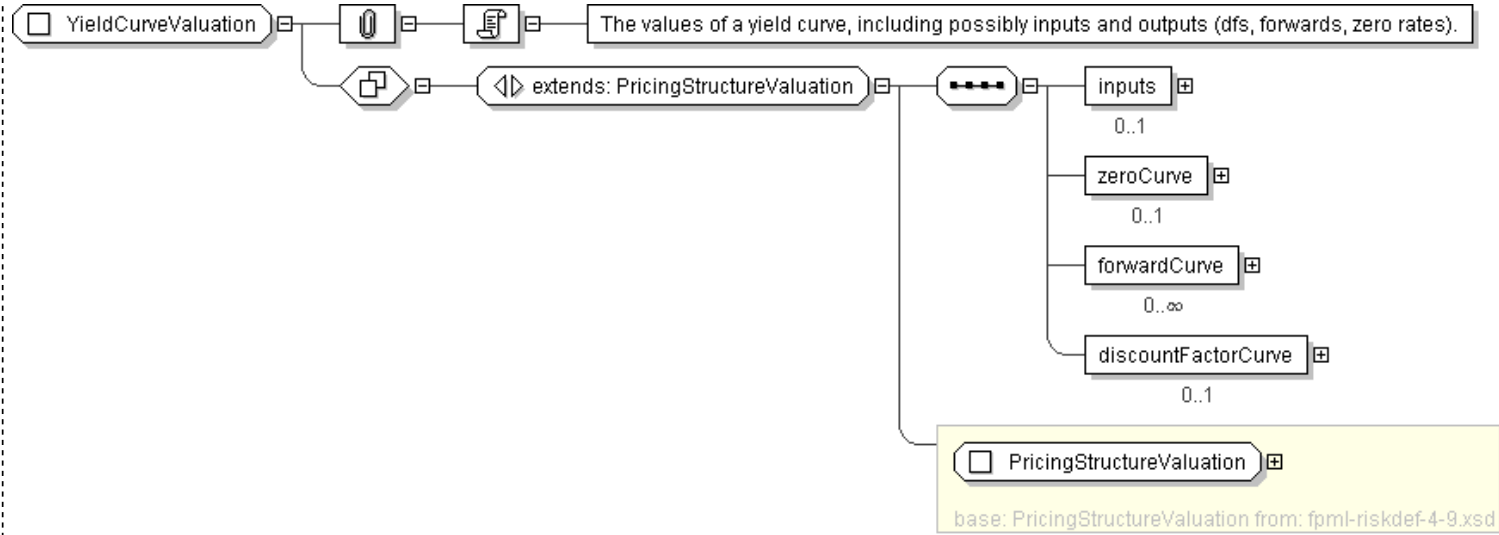 YieldCurveValuation
The values of a yield curve, including possibly inputs and outputs (dfs, forwards, zero rates).
extends: PricingStructureValuation
inputs
0..1
zeroCurve
0..1
forwardCurve
0..∞
discountFactorCurve
0..1
PricingStructureValuation
base: PricingStructureValuation from: fpml-riskdef-4-9.xsd